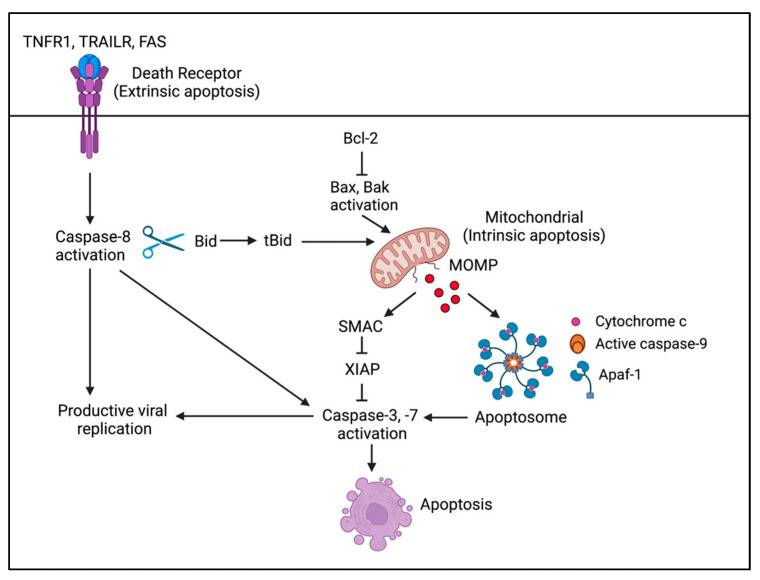 TNFR1, TRAILR, FAS
Death Receptor
(Extrinsic apoptosis)
Bcl-2
Bax, Bak
activation
Mitochondrial
(Intrinsic apoptosis)
Caspase-8
activation
Bid
tBid
MOMP
SMAC
Cytochrome c
Active caspase-9
XIAP
Apaf-1
Productive viral
replication
Caspase-3, -7
activation
Apoptosome
Apoptosis